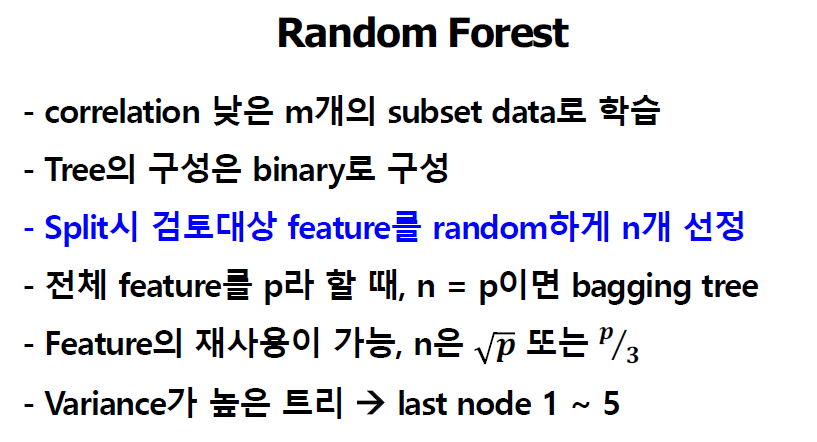 Random Forest
- correlation 낮은 m개의 subset data로 학습
- Tree의 구성은 binary로 구성
- Split시 검토대상 feature를 random하게 n개 선정
- 전체 feature를 p라 할 때, n = p이면 bagging tree
- Feature의 재사용이 가능, n은 √p 또는 p/3
- Variance가 높은 트리 → last node 1 ~ 5